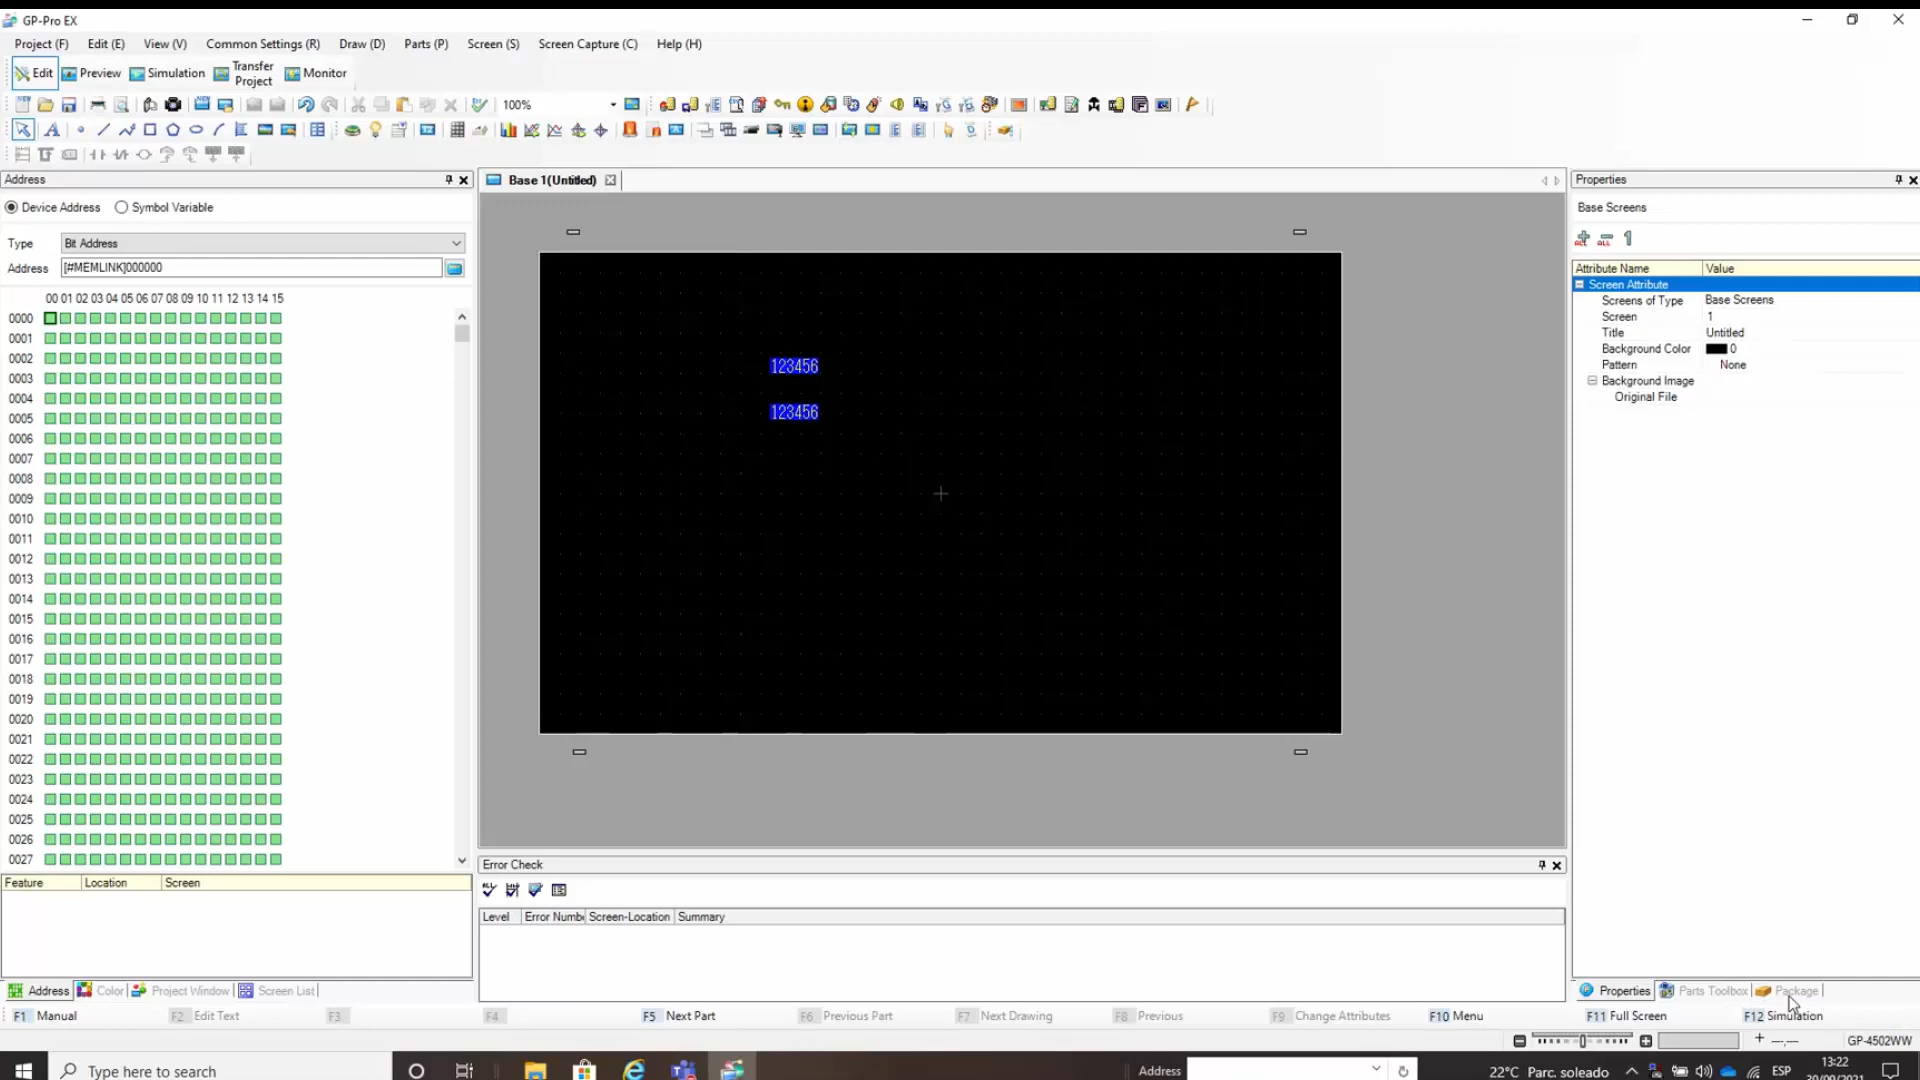 GP-Pro EX
Project (F) Edit (E) View (V) Common Settings (R) Draw (D) Parts (P) Screen (S) Screen Capture (C) Help (H)
Edit Preview Simulation Transfer Project Monitor
100%
Address
Device Address Symbol Variable
Type Bit Address
Address [#MEMLINK]000000
00 01 02 03 04 05 06 07 08 09 10 11 12 13 14 15
0000
0001
0002
0003
0004
0005
0006
0007
0008
0009
0010
0011
0012
0013
0014
0015
0016
0017
0018
0019
0020
0021
0022
0023
0024
0025
0026
0027
Feature Location Screen
Address Color Project Window Screen List
Base 1(Untitled)
123456
123456
Error Check
Level Error Numbe Screen-Location Summary
Properties
Base Screens
Attribute Name Value
Screen Attribute
Screens of Type Base Screens
Screen 1
Title Untitled
Background Color 0
Pattern None
Background Image
Original File
Properties Parts Toolbox Package
F1 Manual F2 Edit Text F3 F4 F5 Next Part F6 Previous Part F7 Next Drawing F8 Previous F9 Change Attributes F10 Menu F11 Full Screen F12 Simulation
GP-4502WW
Type here to search
Address
22°C Parc. soleado ESP 13:22
20/09/2021